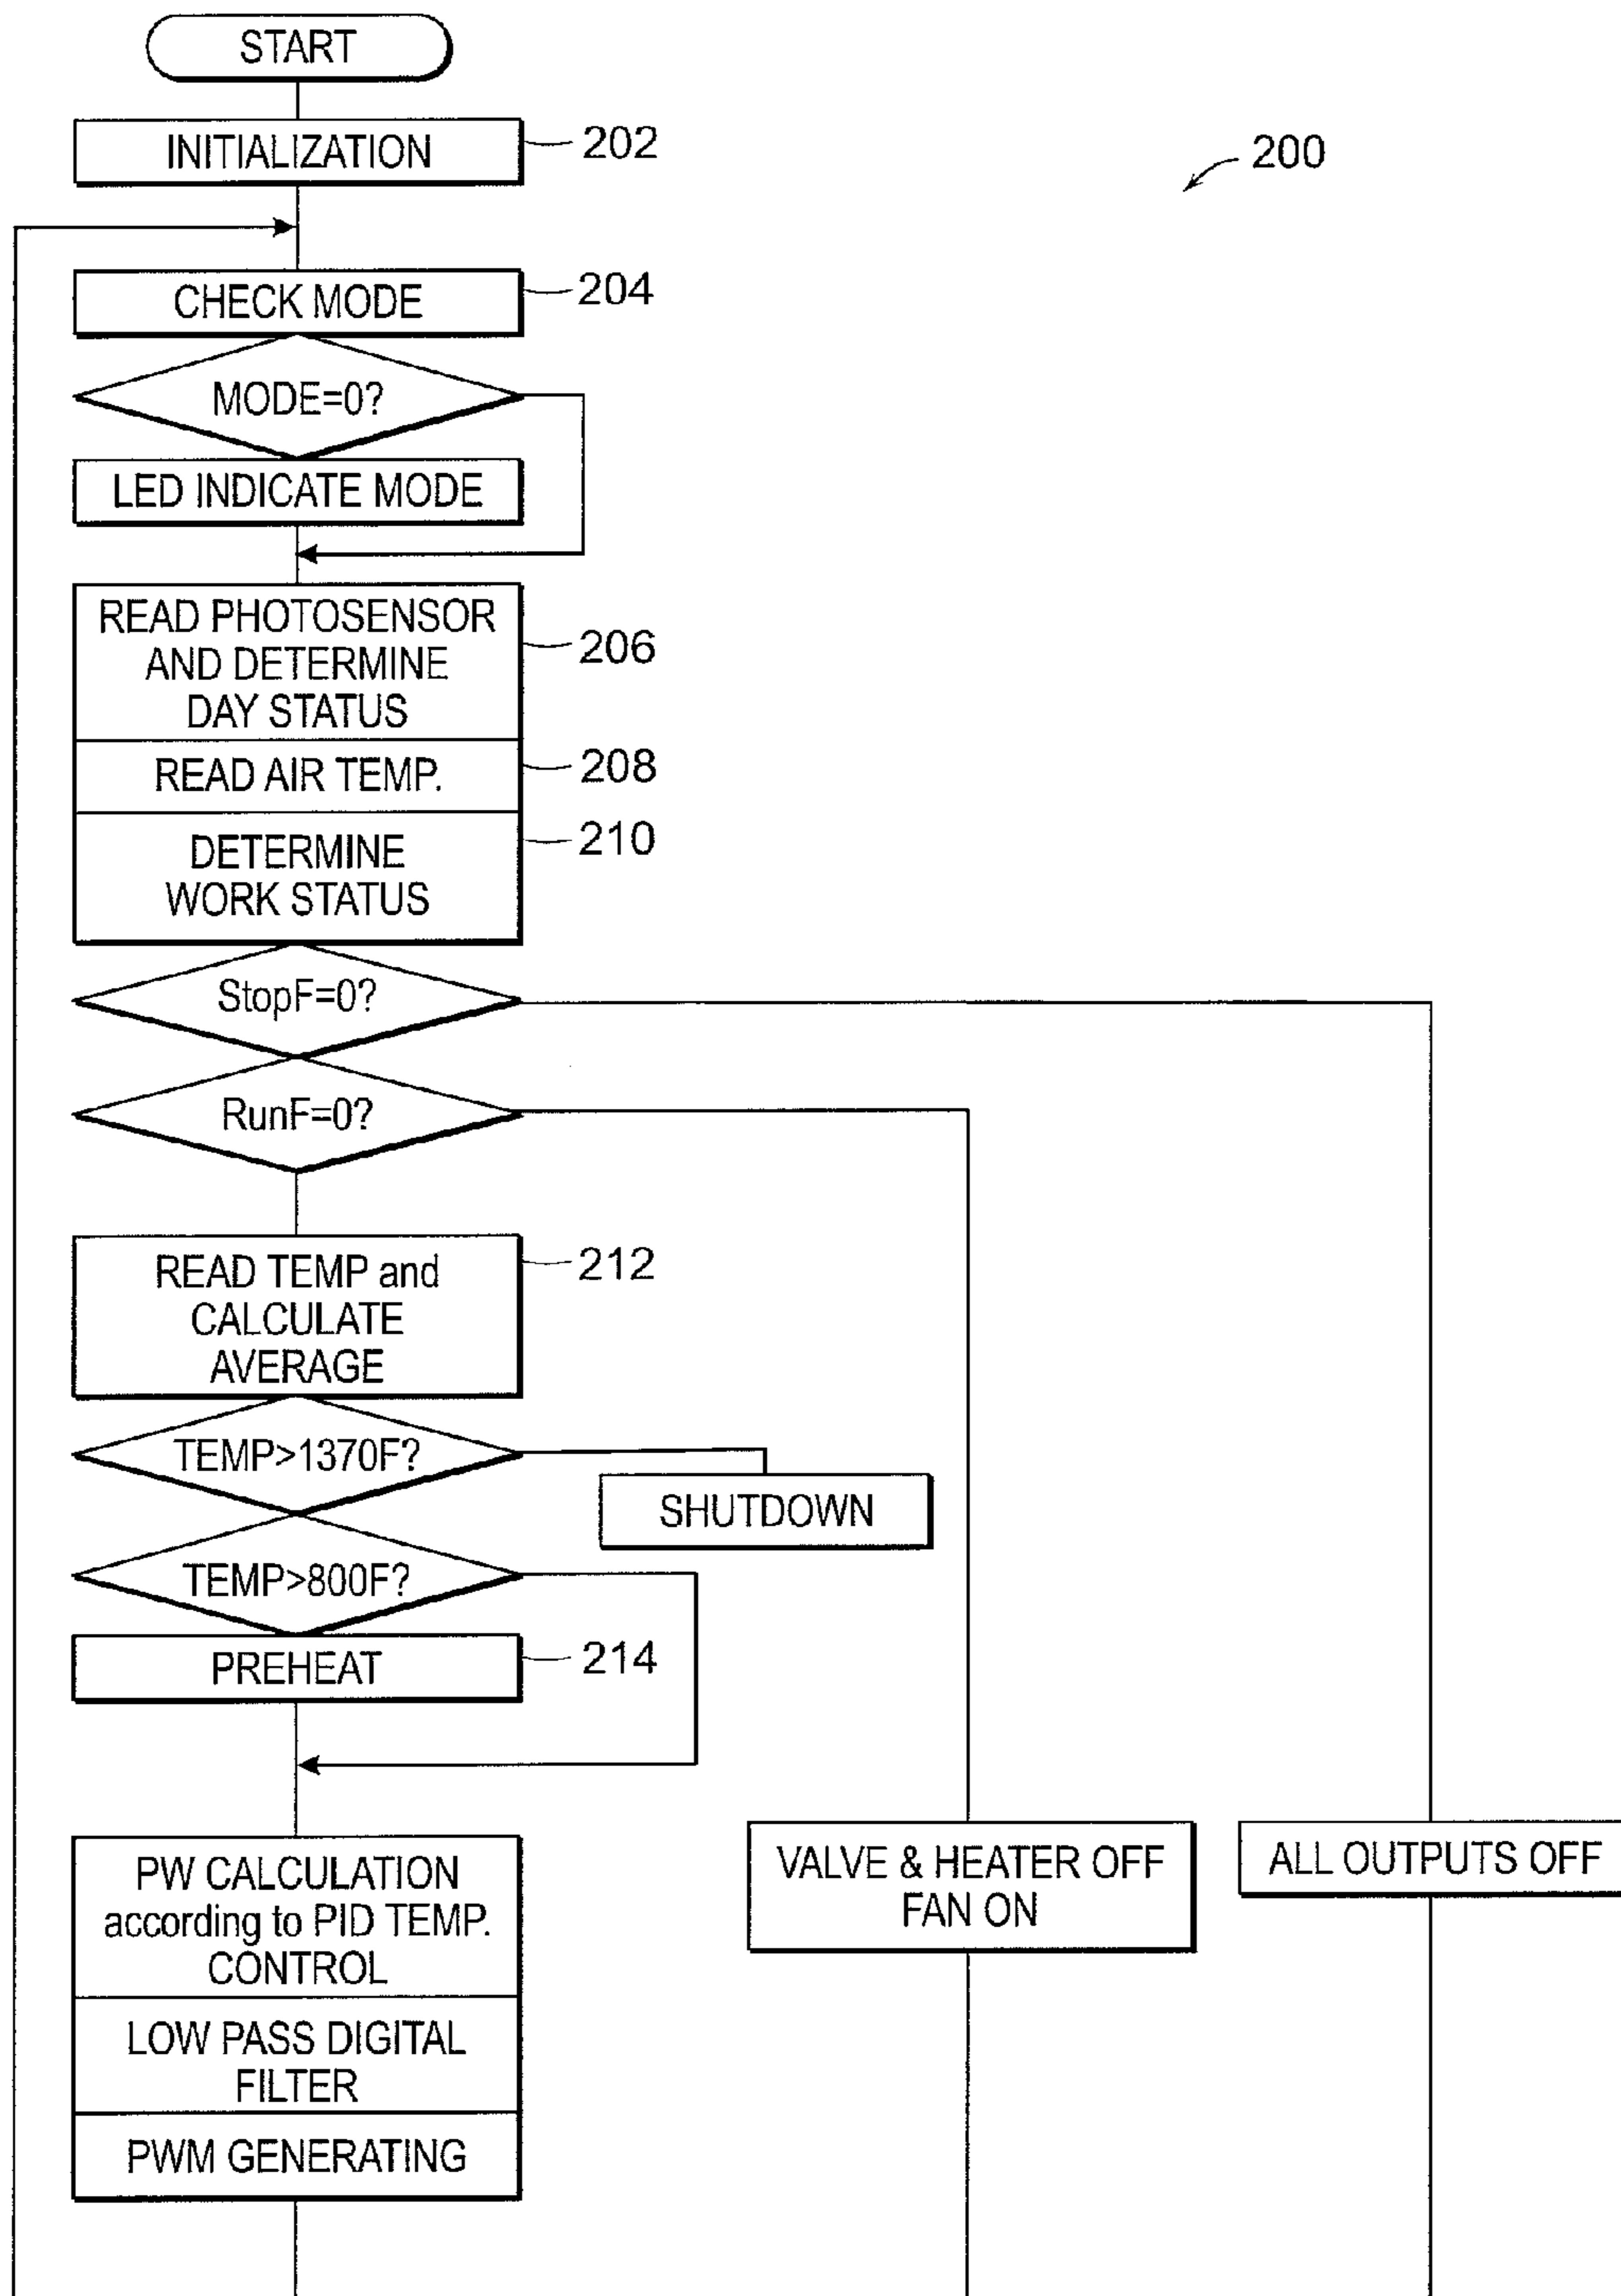 START
INITIALIZATION
202
200
CHECK MODE
204
MODE=0?
LED INDICATE MODE
READ PHOTOSENSOR
AND DETERMINE
DAY STATUS
206
READ AIR TEMP.
208
DETERMINE
WORK STATUS
210
StopF=0?
RunF=0?
READ TEMP and
CALCULATE
AVERAGE
212
TEMP>1370F?
SHUTDOWN
TEMP>800F?
PREHEAT
214
PW CALCULATION
according to PID TEMP.
CONTROL
LOW PASS DIGITAL
FILTER
PWM GENERATING
VALVE & HEATER OFF
FAN ON
ALL OUTPUTS OFF